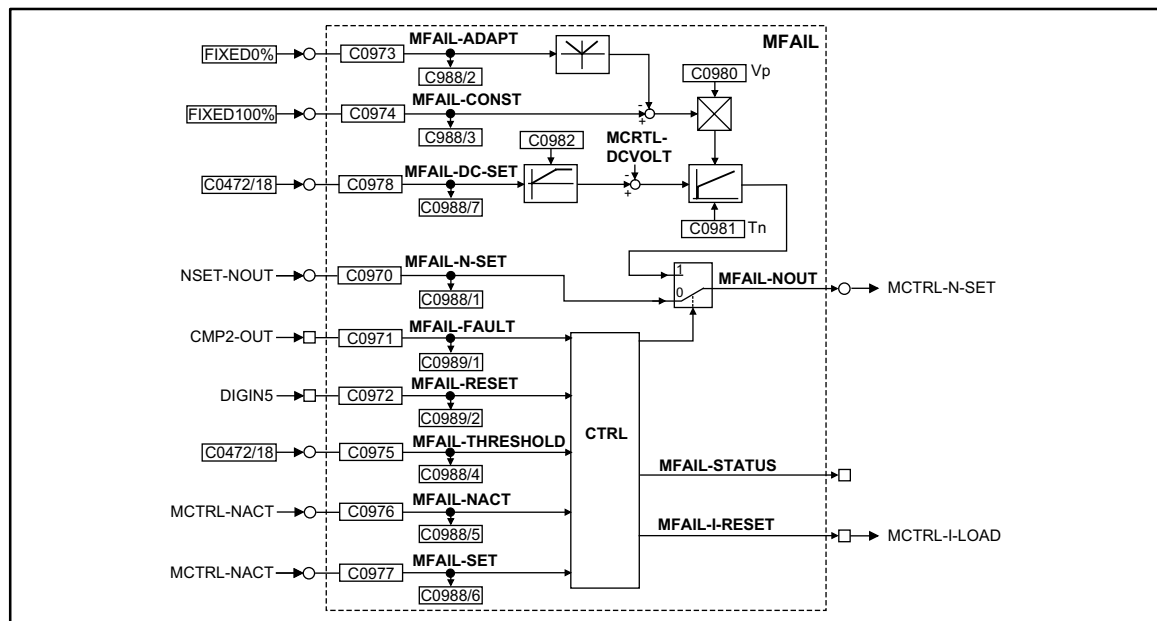 MFAIL
FIXED0%
C0973
MFAIL-ADAPT
C988/2
C0980 Vp
FIXED100%
C0974
MFAIL-CONST
C988/3
-
+
C0982
MCRTL-
DCVOLT
C0472/18
C0978
MFAIL-DC-SET
C0988/7
-
+
C0981 Tn
NSET-NOUT
C0970
MFAIL-N-SET
C0988/1
1
0
MFAIL-NOUT
MCTRL-N-SET
CMP2-OUT
C0971
MFAIL-FAULT
C0989/1
DIGIN5
C0972
MFAIL-RESET
C0989/2
CTRL
C0472/18
C0975
MFAIL-THRESHOLD
C0988/4
MFAIL-STATUS
MCTRL-NACT
C0976
MFAIL-NACT
C0988/5
MFAIL-I-RESET
MCTRL-I-LOAD
MCTRL-NACT
C0977
MFAIL-SET
C0988/6